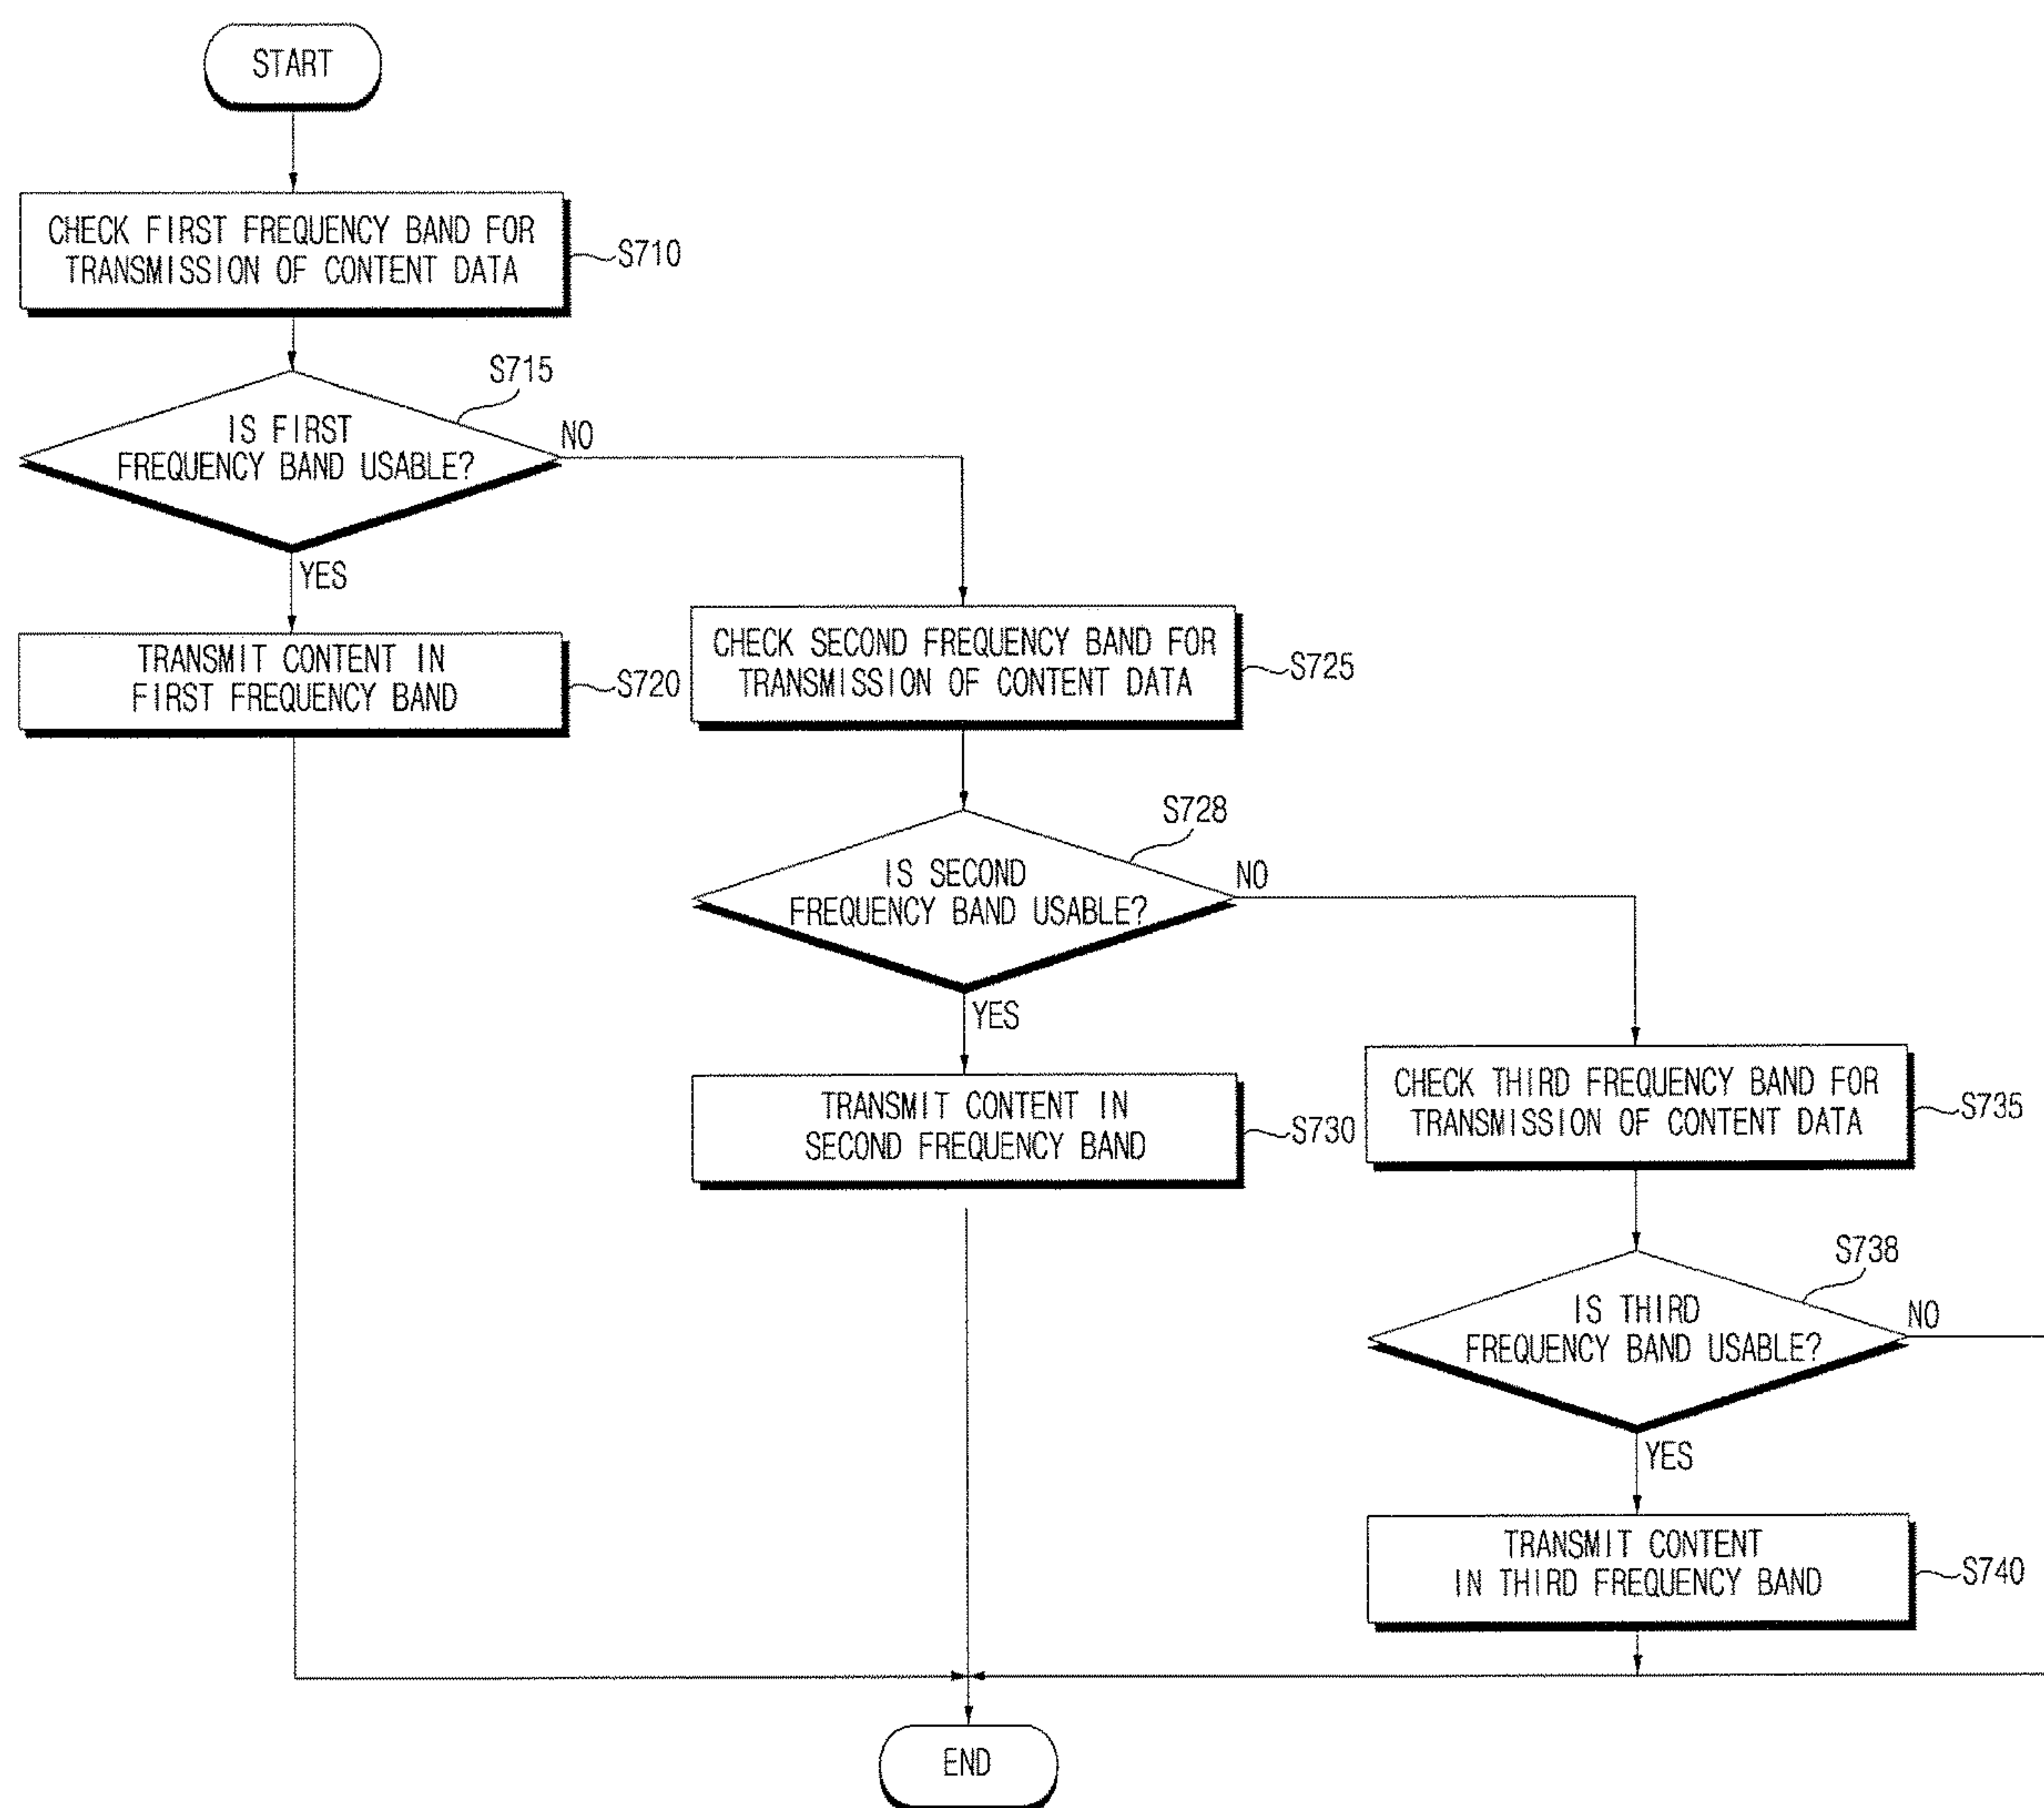 START
CHECK FIRST FREQUENCY BAND FOR
TRANSMISSION OF CONTENT DATA
S710
S715
IS FIRST
FREQUENCY BAND USABLE?
NO
YES
TRANSMIT CONTENT IN
FIRST FREQUENCY BAND
S720
CHECK SECOND FREQUENCY BAND FOR
TRANSMISSION OF CONTENT DATA
S725
S728
IS SECOND
FREQUENCY BAND USABLE?
NO
YES
TRANSMIT CONTENT IN
SECOND FREQUENCY BAND
S730
CHECK THIRD FREQUENCY BAND FOR
TRANSMISSION OF CONTENT DATA
S735
S738
IS THIRD
FREQUENCY BAND USABLE?
NO
YES
TRANSMIT CONTENT
IN THIRD FREQUENCY BAND
S740
END